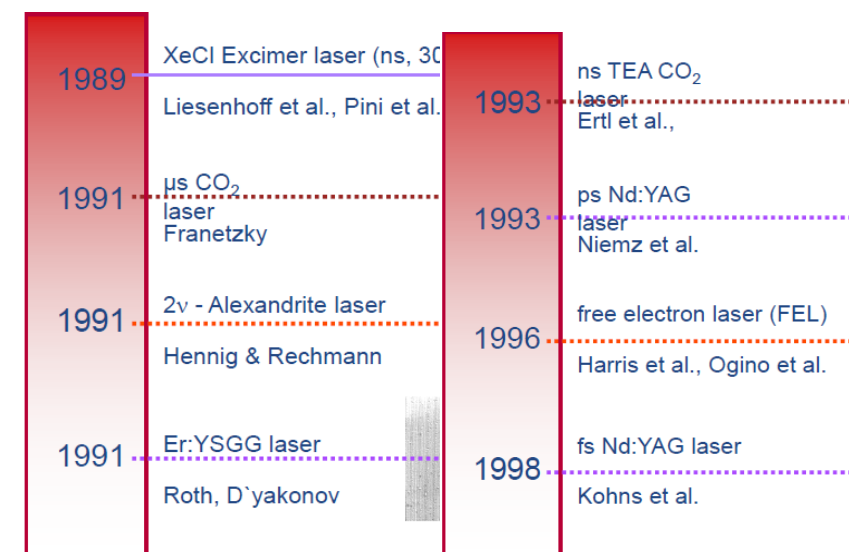 1989
XeCl Excimer laser (ns, 30
Liesenhoff et al., Pini et al.
1991
µs CO₂
laser
Franetzky
1991
2ν - Alexandrite laser
Hennig & Rechmann
1991
Er:YSGG laser
Roth, D`yakonov
1993
ns TEA CO₂
laser
Ertl et al.,
1993
ps Nd:YAG
laser
Niemz et al.
1996
free electron laser (FEL)
Harris et al., Ogino et al.
1998
fs Nd:YAG laser
Kohns et al.